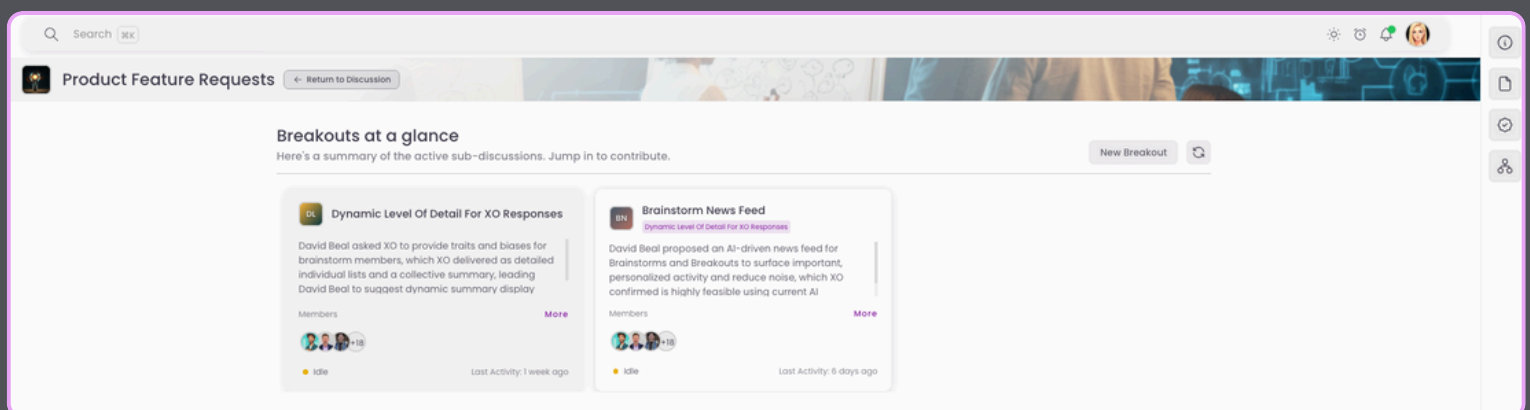 Search ⌘K
Product Feature Requests ← Return to Discussion
Breakouts at a glance
Here's a summary of the active sub-discussions. Jump in to contribute.
New Breakout
DL Dynamic Level Of Detail For XO Responses
David Beal asked XO to provide traits and biases for
brainstorm members, which XO delivered as detailed
individual lists and a collective summary, leading
David Beal to suggest dynamic summary display
Members More
+18
Idle Last Activity: 1 week ago
BN Brainstorm News Feed
Dynamic Level Of Detail For XO Responses
David Beal proposed an AI-driven news feed for
Brainstorms and Breakouts to surface important,
personalized activity and reduce noise, which XO
confirmed is highly feasible using current AI
Members More
+18
Idle Last Activity: 6 days ago